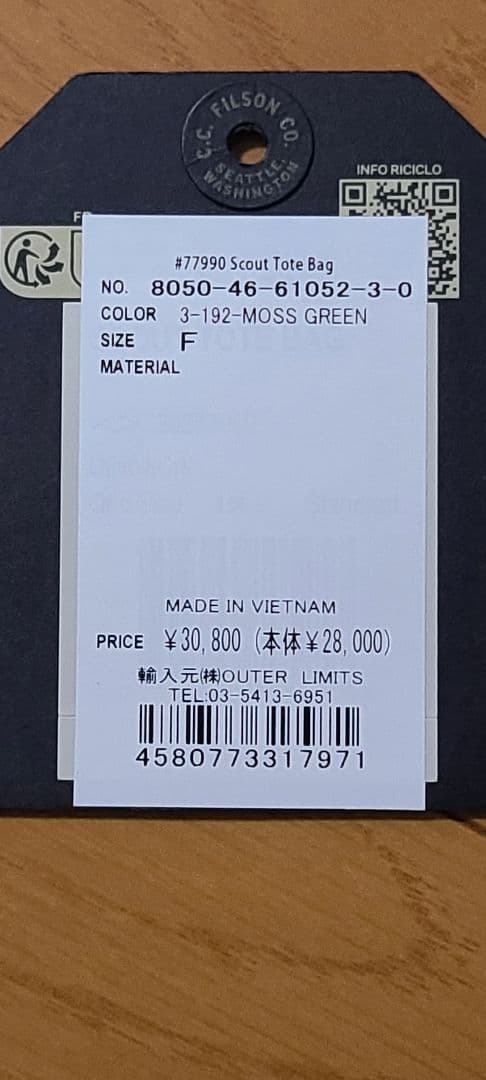 C.C. FILSON CO.
SEATTLE,
WASHINGTON
INFO RICICLO
#77990 Scout Tote Bag
NO. 8050-46-61052-3-0
COLOR 3-192-MOSS GREEN
SIZE F
MATERIAL
MADE IN VIETNAM
PRICE ¥30,800 (本体¥28,000)
輸入元㈱OUTER LIMITS
TEL:03-5413-6951
4580773317971